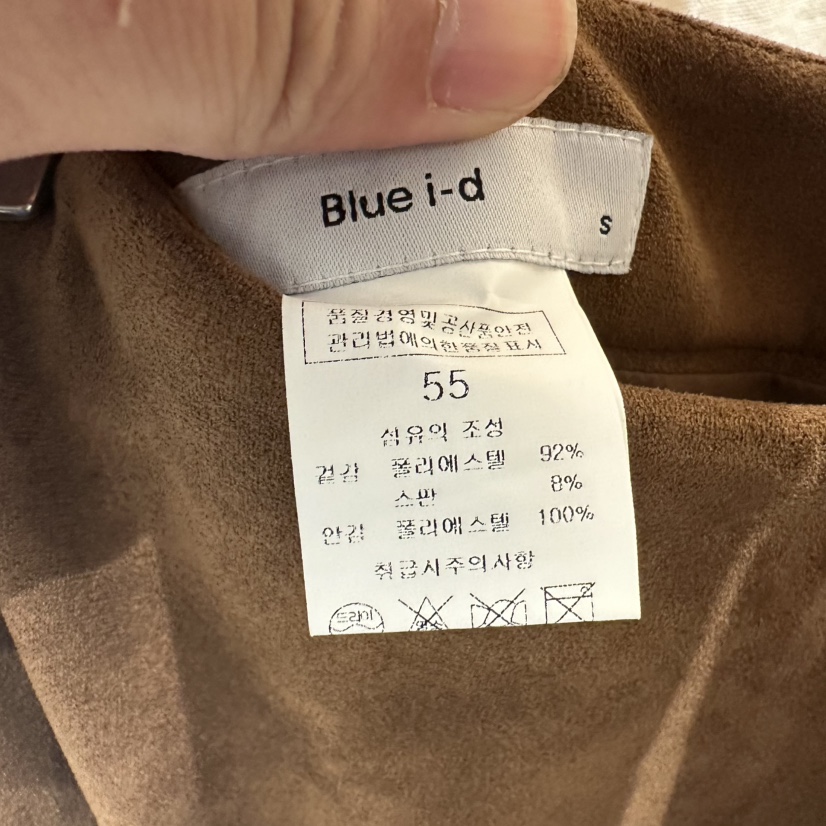 Blue i-d
s
품질경영및공산품안전
관리법에의한품질표시
55
섬유의 조성
겉감 폴리에스텔 92%
스판 8%
안감 폴리에스텔 100%
취급시주의사항
드라이